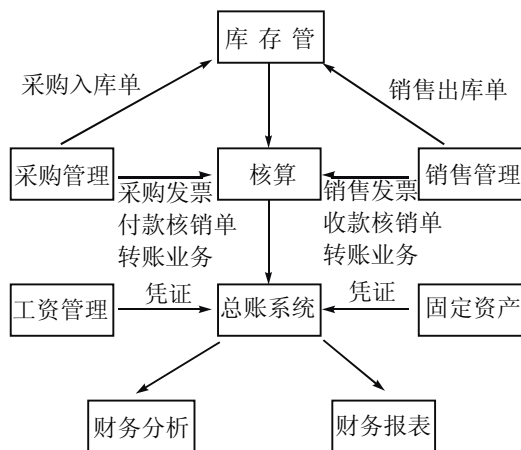 库存管
采购入库单
销售出库单
采购管理
核算
销售管理
采购发票
付款核销单
转账业务
销售发票
收款核销单
转账业务
工资管理
凭证
总账系统
凭证
固定资产
财务分析
财务报表